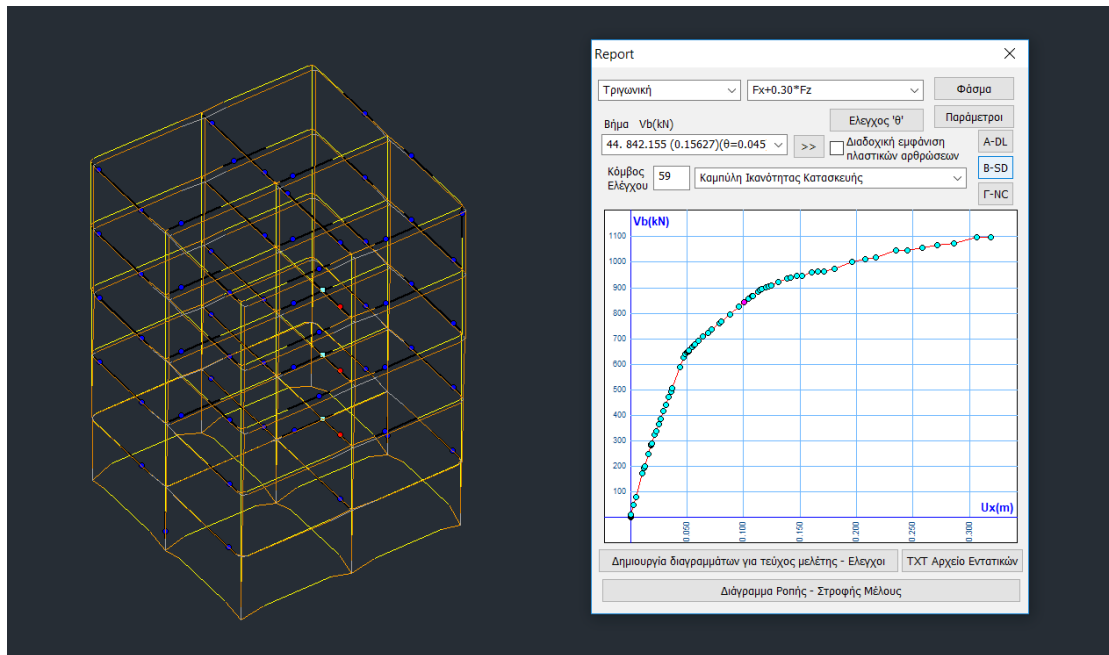 Report
Τριγωνική
Fx+0.30*Fz
Φάσμα
Βήμα Vb(kN)
Ελεγχος 'θ'
Παράμετροι
44. 842.155 (0.15627)(θ=0.045
>>
Διαδοχική εμφάνιση
πλαστικών αρθρώσεων
A-DL
B-SD
Γ-NC
Κόμβος
Ελέγχου
59
Καμπύλη Ικανότητας Κατασκευής
Vb(kN)
1100
1000
900
800
700
600
500
400
300
200
100
Ux(m)
0.050
0.100
0.150
0.200
0.250
0.300
Δημιουργία διαγραμμάτων για τεύχος μελέτης - Ελεγχοι
TXT Αρχείο Εντατικών
Διάγραμμα Ροπής - Στροφής Μέλους